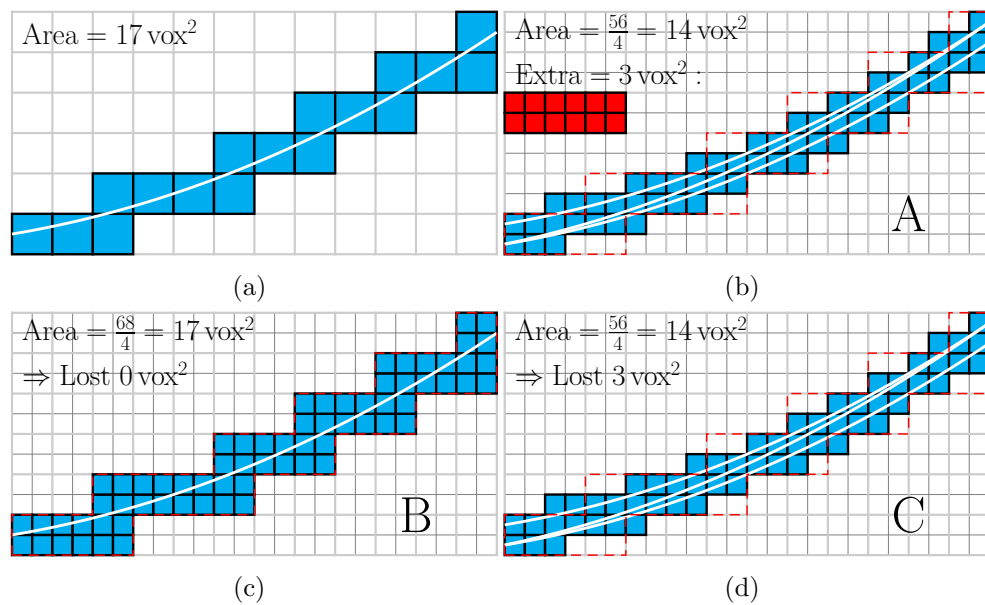 Area = 17 vox²
(a)
Area = 56/4 = 14 vox²
Extra = 3 vox² :
A
(b)
Area = 68/4 = 17 vox²
⇒ Lost 0 vox²
B
(c)
Area = 56/4 = 14 vox²
⇒ Lost 3 vox²
C
(d)